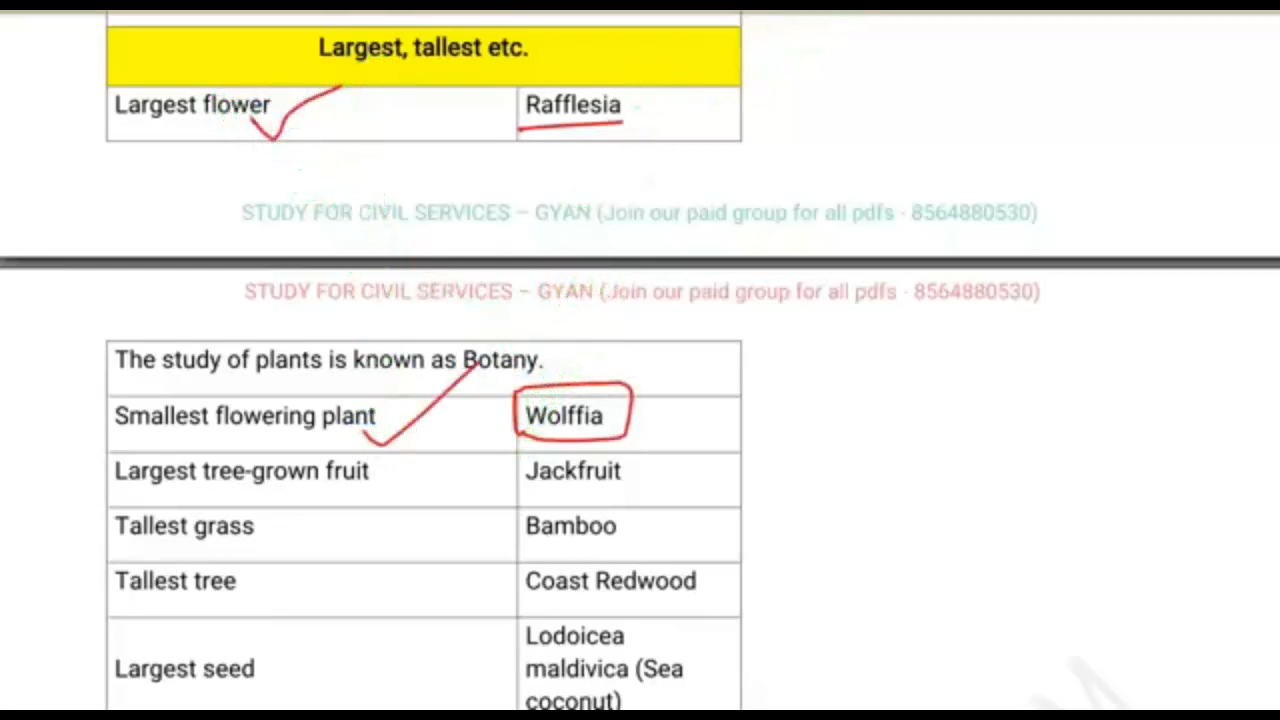 Largest, tallest etc.
Largest flower Rafflesia
STUDY FOR CIVIL SERVICES – GYAN (Join our paid group for all pdfs - 8564880530)
STUDY FOR CIVIL SERVICES – GYAN (Join our paid group for all pdfs - 8564880530)
The study of plants is known as Botany.
Smallest flowering plant Wolffia
Largest tree-grown fruit Jackfruit
Tallest grass Bamboo
Tallest tree Coast Redwood
Largest seed Lodoicea
maldivica (Sea
coconut)